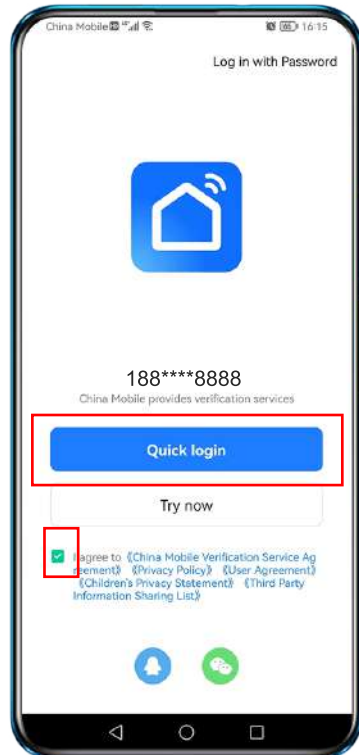 China Mobile HD 16:15
Log in with Password
188****8888
China Mobile provides verification services
Quick login
Try now
I agree to 《China Mobile Verification Service Ag
reement》 《Privacy Policy》 《User Agreement》
《Children's Privacy Statement》 《Third Party
Information Sharing List》